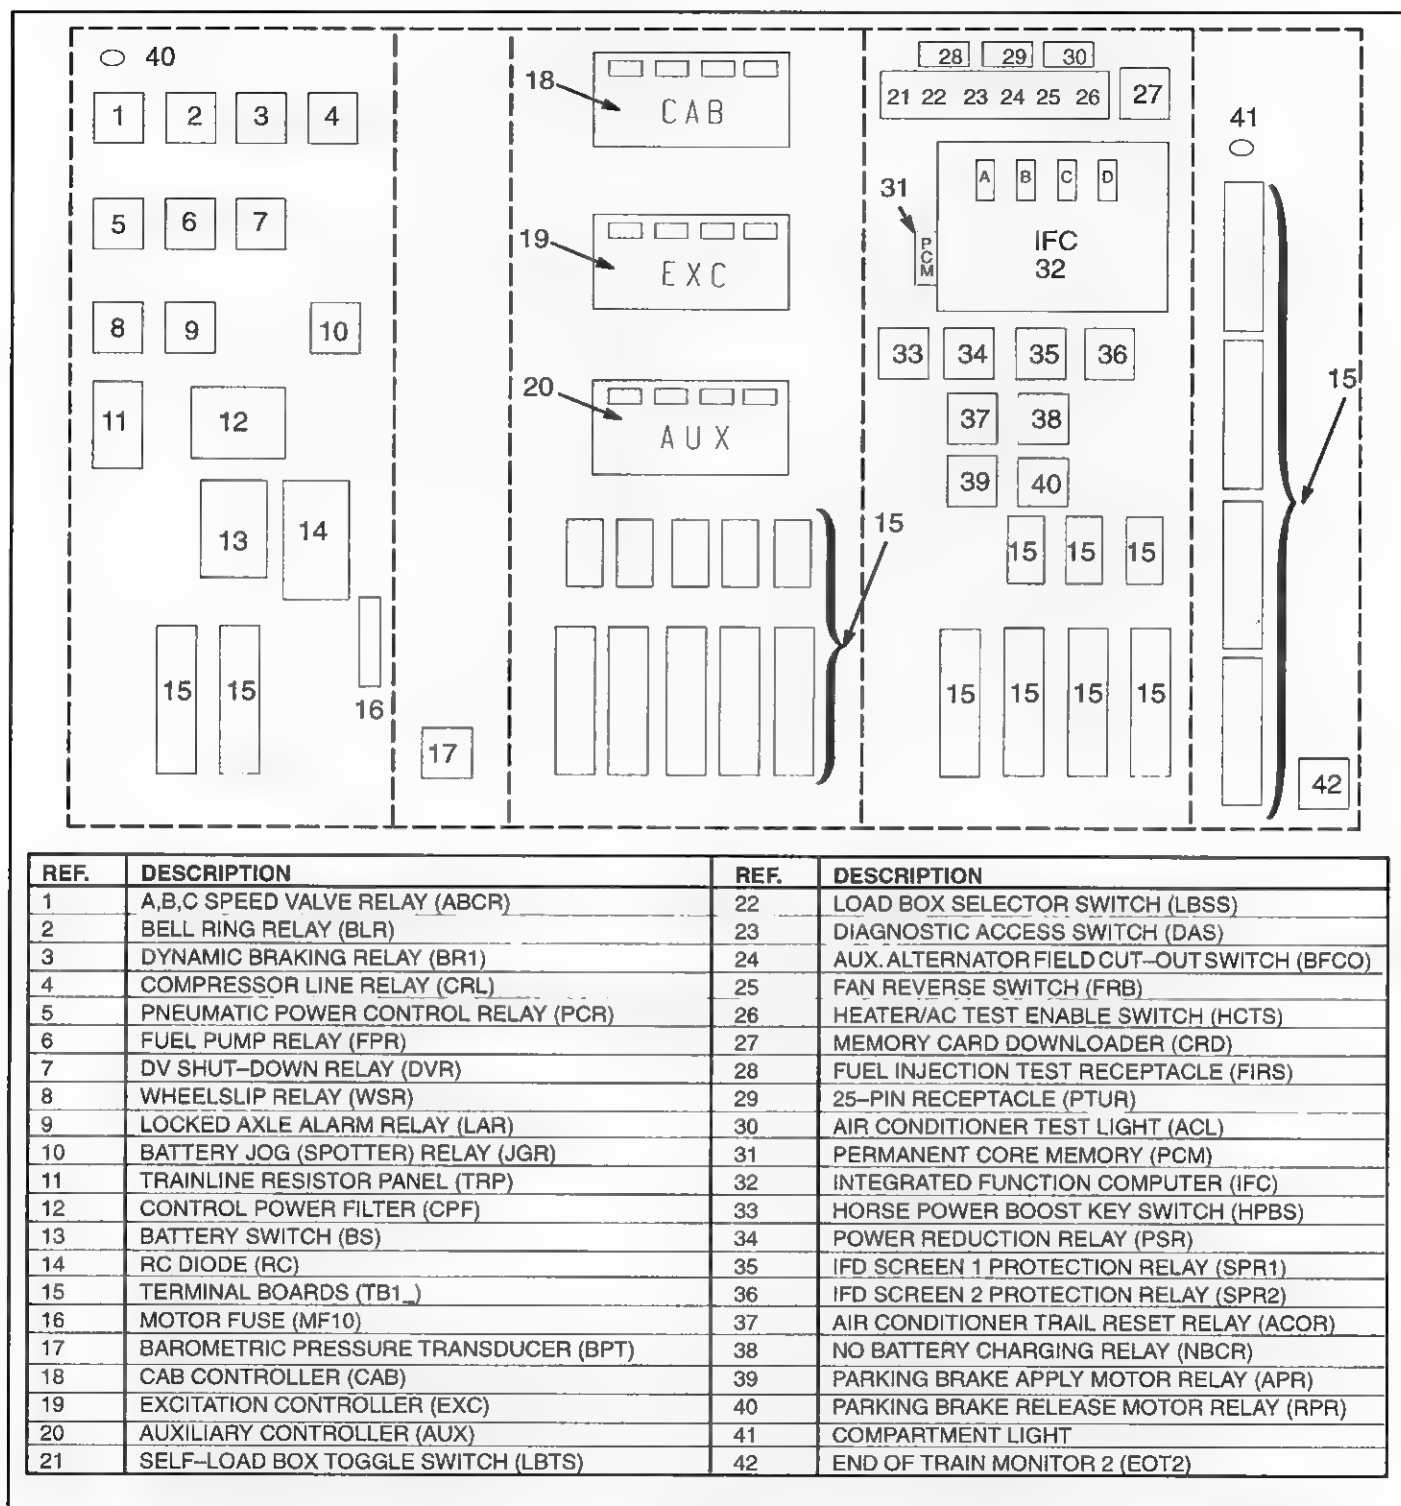 40
28 29 30
18
CAB
21 22 23 24 25 26
27
1 2 3 4
41
A B C D
31
PCM
IFC
32
5 6 7
19
EXC
8 9 10
33 34 35 36
20
AUX
15
11 12
37 38
39 40
13 14
15
15 15 15
15 15
16
15 15 15 15
17
42
REF. DESCRIPTION
1 A,B,C SPEED VALVE RELAY (ABCR)
2 BELL RING RELAY (BLR)
3 DYNAMIC BRAKING RELAY (BR1)
4 COMPRESSOR LINE RELAY (CRL)
5 PNEUMATIC POWER CONTROL RELAY (PCR)
6 FUEL PUMP RELAY (FPR)
7 DV SHUT–DOWN RELAY (DVR)
8 WHEELSLIP RELAY (WSR)
9 LOCKED AXLE ALARM RELAY (LAR)
10 BATTERY JOG (SPOTTER) RELAY (JGR)
11 TRAINLINE RESISTOR PANEL (TRP)
12 CONTROL POWER FILTER (CPF)
13 BATTERY SWITCH (BS)
14 RC DIODE (RC)
15 TERMINAL BOARDS (TB1_)
16 MOTOR FUSE (MF10)
17 BAROMETRIC PRESSURE TRANSDUCER (BPT)
18 CAB CONTROLLER (CAB)
19 EXCITATION CONTROLLER (EXC)
20 AUXILIARY CONTROLLER (AUX)
21 SELF–LOAD BOX TOGGLE SWITCH (LBTS)
REF. DESCRIPTION
22 LOAD BOX SELECTOR SWITCH (LBSS)
23 DIAGNOSTIC ACCESS SWITCH (DAS)
24 AUX. ALTERNATOR FIELD CUT–OUT SWITCH (BFCO)
25 FAN REVERSE SWITCH (FRB)
26 HEATER/AC TEST ENABLE SWITCH (HCTS)
27 MEMORY CARD DOWNLOADER (CRD)
28 FUEL INJECTION TEST RECEPTACLE (FIRS)
29 25–PIN RECEPTACLE (PTUR)
30 AIR CONDITIONER TEST LIGHT (ACL)
31 PERMANENT CORE MEMORY (PCM)
32 INTEGRATED FUNCTION COMPUTER (IFC)
33 HORSE POWER BOOST KEY SWITCH (HPBS)
34 POWER REDUCTION RELAY (PSR)
35 IFD SCREEN 1 PROTECTION RELAY (SPR1)
36 IFD SCREEN 2 PROTECTION RELAY (SPR2)
37 AIR CONDITIONER TRAIL RESET RELAY (ACOR)
38 NO BATTERY CHARGING RELAY (NBCR)
39 PARKING BRAKE APPLY MOTOR RELAY (APR)
40 PARKING BRAKE RELEASE MOTOR RELAY (RPR)
41 COMPARTMENT LIGHT
42 END OF TRAIN MONITOR 2 (EOT2)